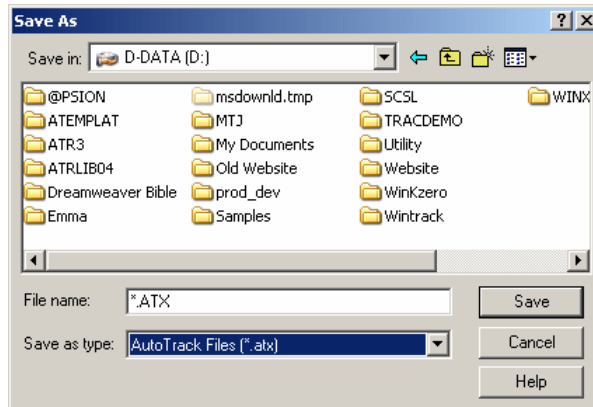 Save As
Save in: D-DATA (D:)
@PSION msdownld.tmp SCSL WINX
ATEMPLAT MTJ TRACDEMO
ATR3 My Documents Utility
ATRLIB04 Old Website Website
Dreamweaver Bible prod_dev WinKzero
Emma Samples Wintrack
File name: *.ATX Save
Save as type: AutoTrack Files (*.atx) Cancel
Help